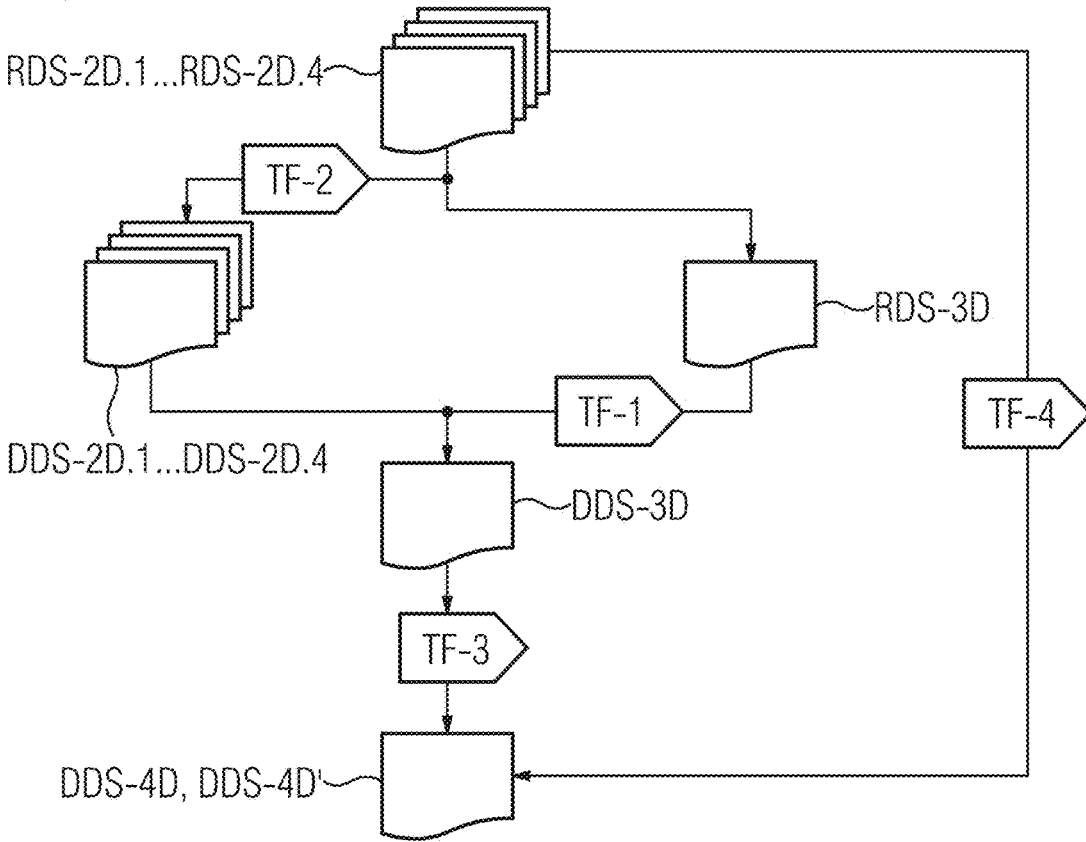 RDS-2D.1...RDS-2D.4
TF-2
RDS-3D
TF-1
TF-4
DDS-2D.1...DDS-2D.4
DDS-3D
TF-3
DDS-4D, DDS-4D'